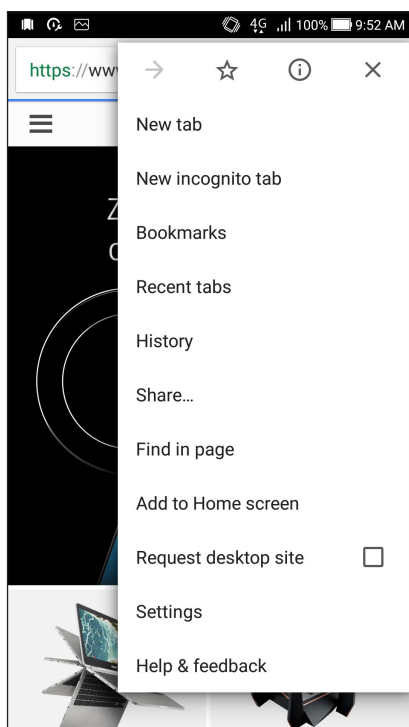 4G 100% 9:52 AM
https://www
New tab
New incognito tab
Bookmarks
Recent tabs
History
Share...
Find in page
Add to Home screen
Request desktop site
Settings
Help & feedback